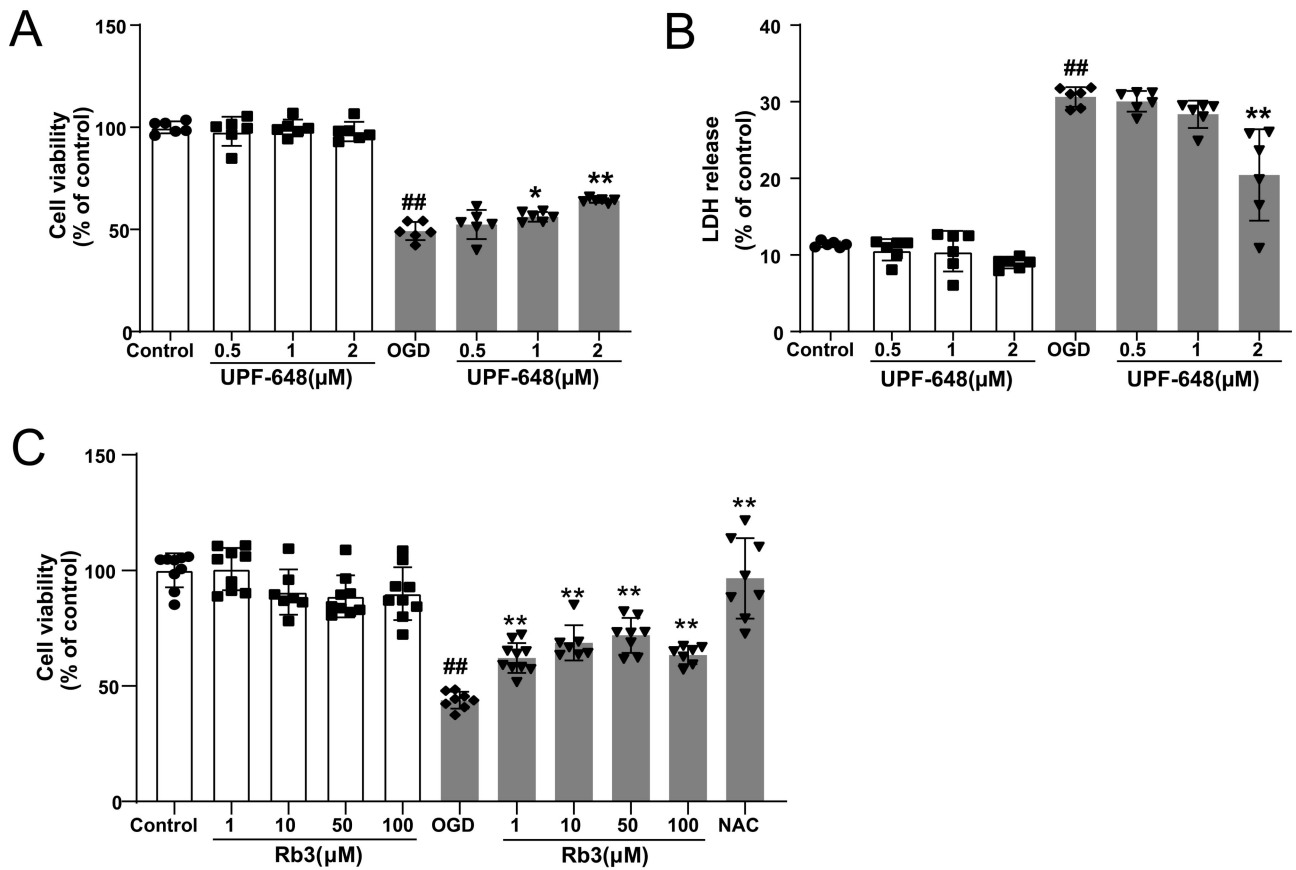 A
Cell viability
(% of control)
150
100
50
0
##
*
**
Control 0.5 1 2 OGD 0.5 1 2
UPF-648(μM) UPF-648(μM)
B
LDH release
(% of control)
40
30
20
10
0
##
**
Control 0.5 1 2 OGD 0.5 1 2
UPF-648(μM) UPF-648(μM)
C
Cell viability
(% of control)
150
100
50
0
##
**
**
**
**
**
Control 1 10 50 100 OGD 1 10 50 100 NAC
Rb3(μM) Rb3(μM)